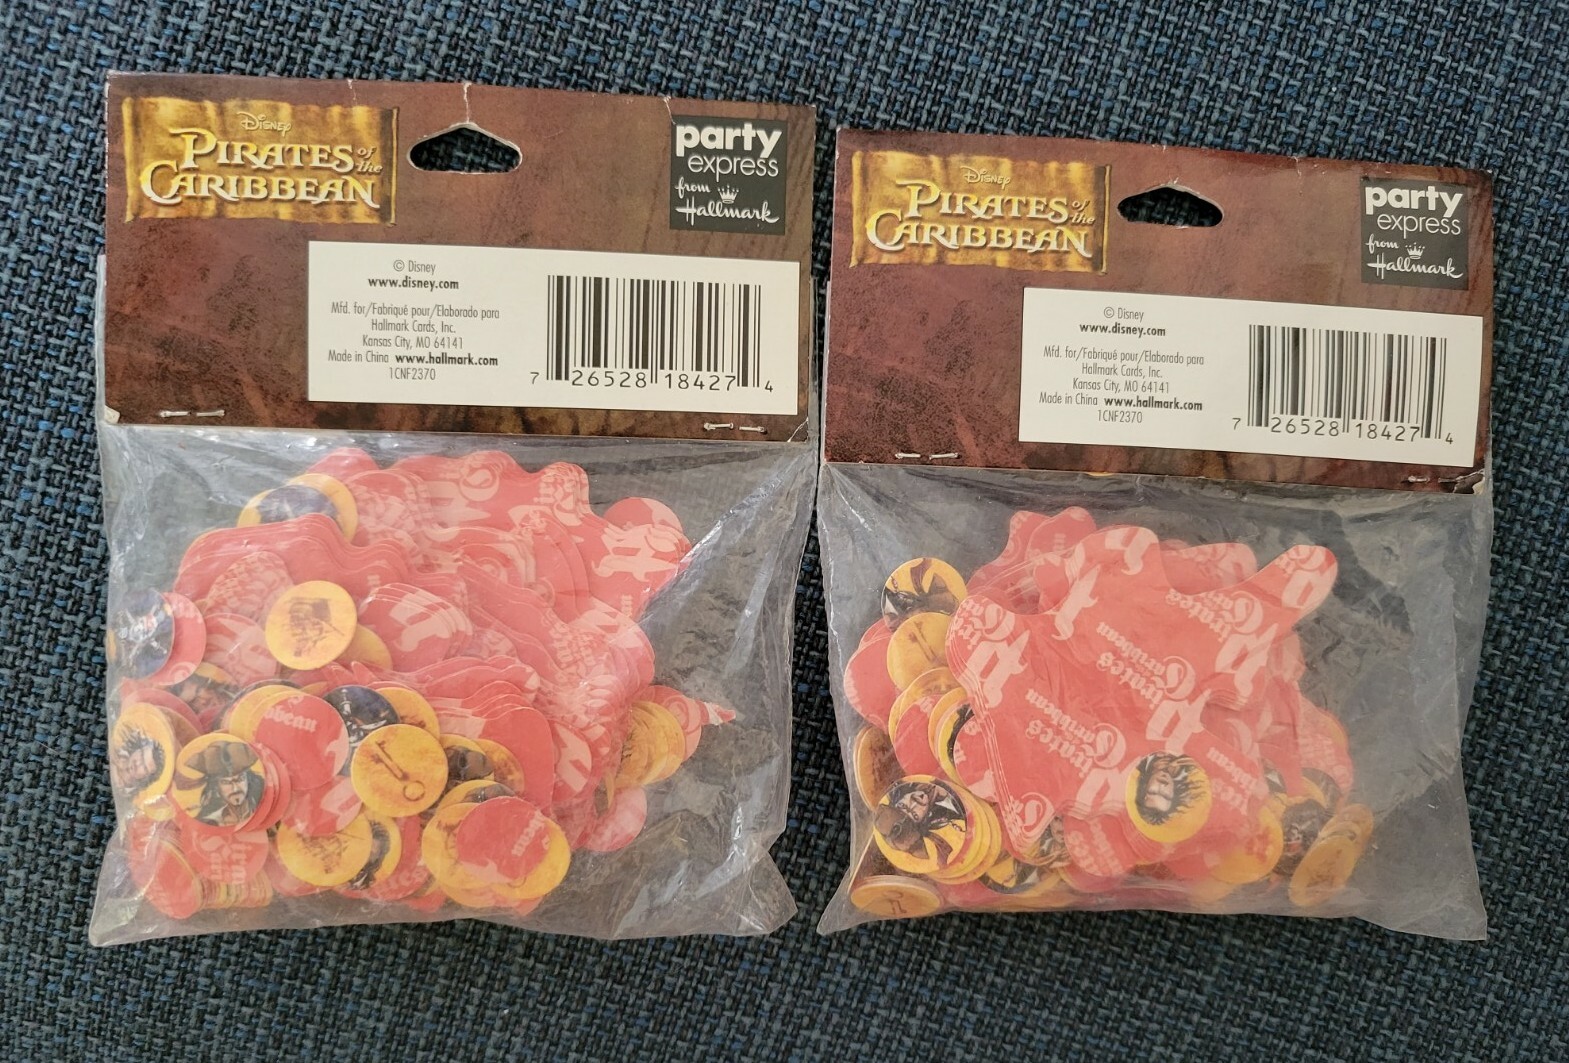 Disney
PIRATES of the
CARIBBEAN
party
express
from
Hallmark
© Disney
www.disney.com
Mfd. for/Fabriqué pour/Elaborado para
Hallmark Cards, Inc.
Kansas City, MO 64141
Made in China www.hallmark.com
1CNF2370
7 26528 18427 4
Disney
PIRATES of the
CARIBBEAN
party
express
from
Hallmark
© Disney
www.disney.com
Mfd. for/Fabriqué pour/Elaborado para
Hallmark Cards, Inc.
Kansas City, MO 64141
Made in China www.hallmark.com
1CNF2370
7 26528 18427 4
Pirates
Caribbean
Pirates
Caribbean